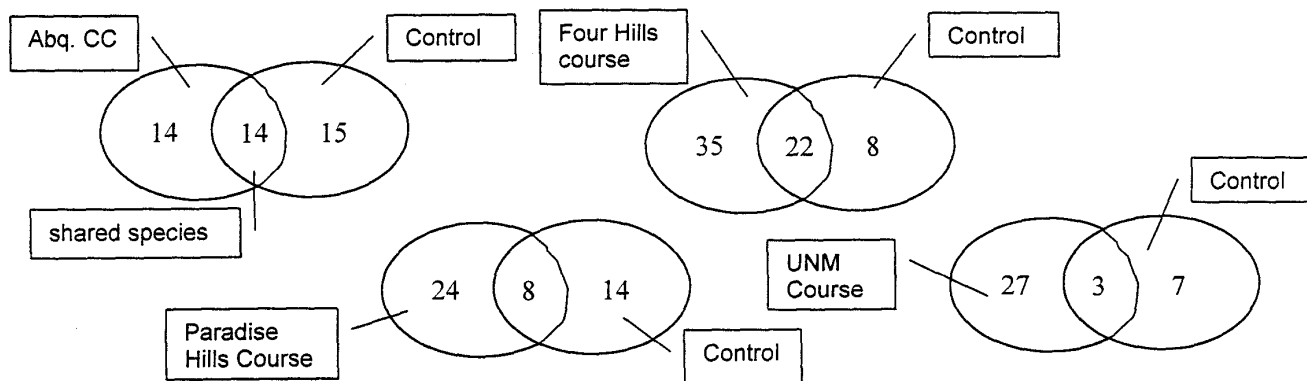 Abq. CC
Control
14
14
15
shared species
Four Hills
course
Control
35
22
8
Paradise
Hills Course
24
8
14
Control
UNM
Course
Control
27
3
7